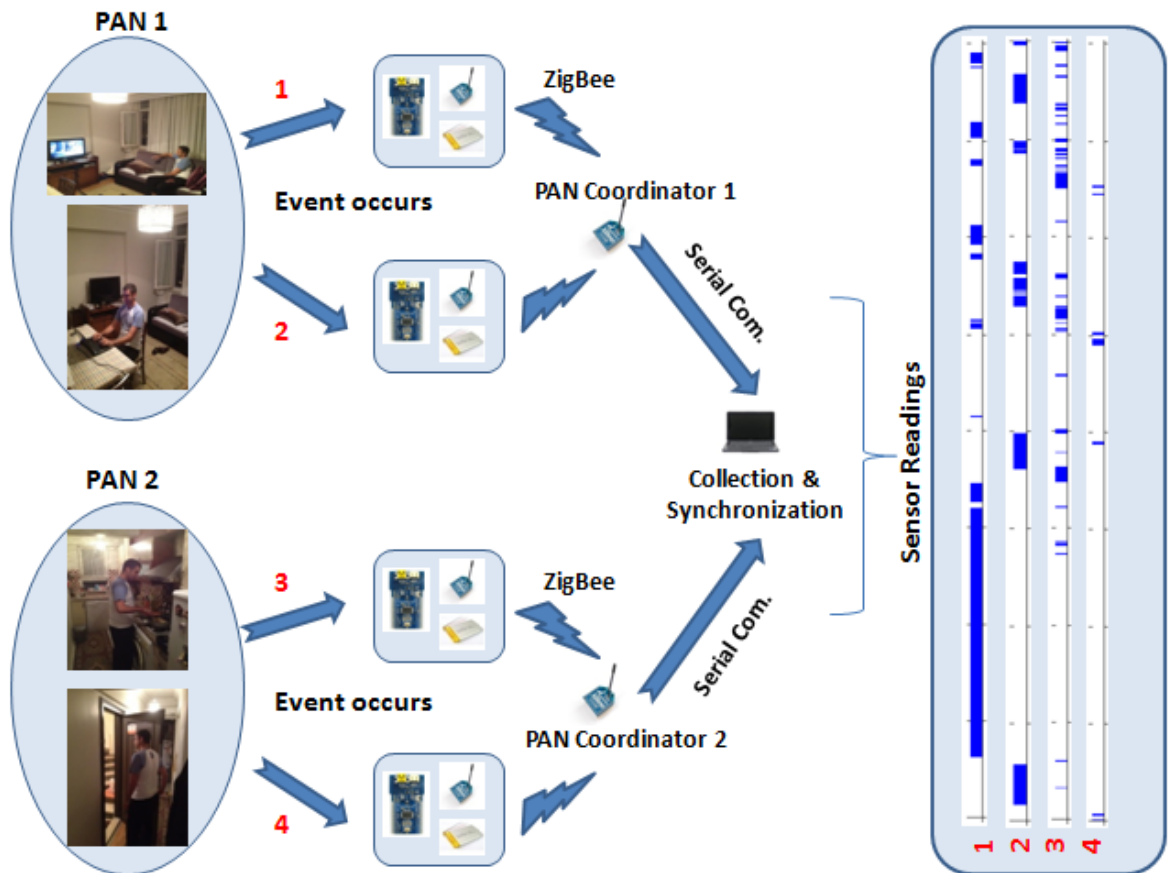 PAN 1
1
ZigBee
Event occurs
PAN Coordinator 1
2
Serial Com.
Collection &
Synchronization
Sensor Readings
PAN 2
3
ZigBee
Event occurs
Serial Com.
PAN Coordinator 2
4
1
2
3
4